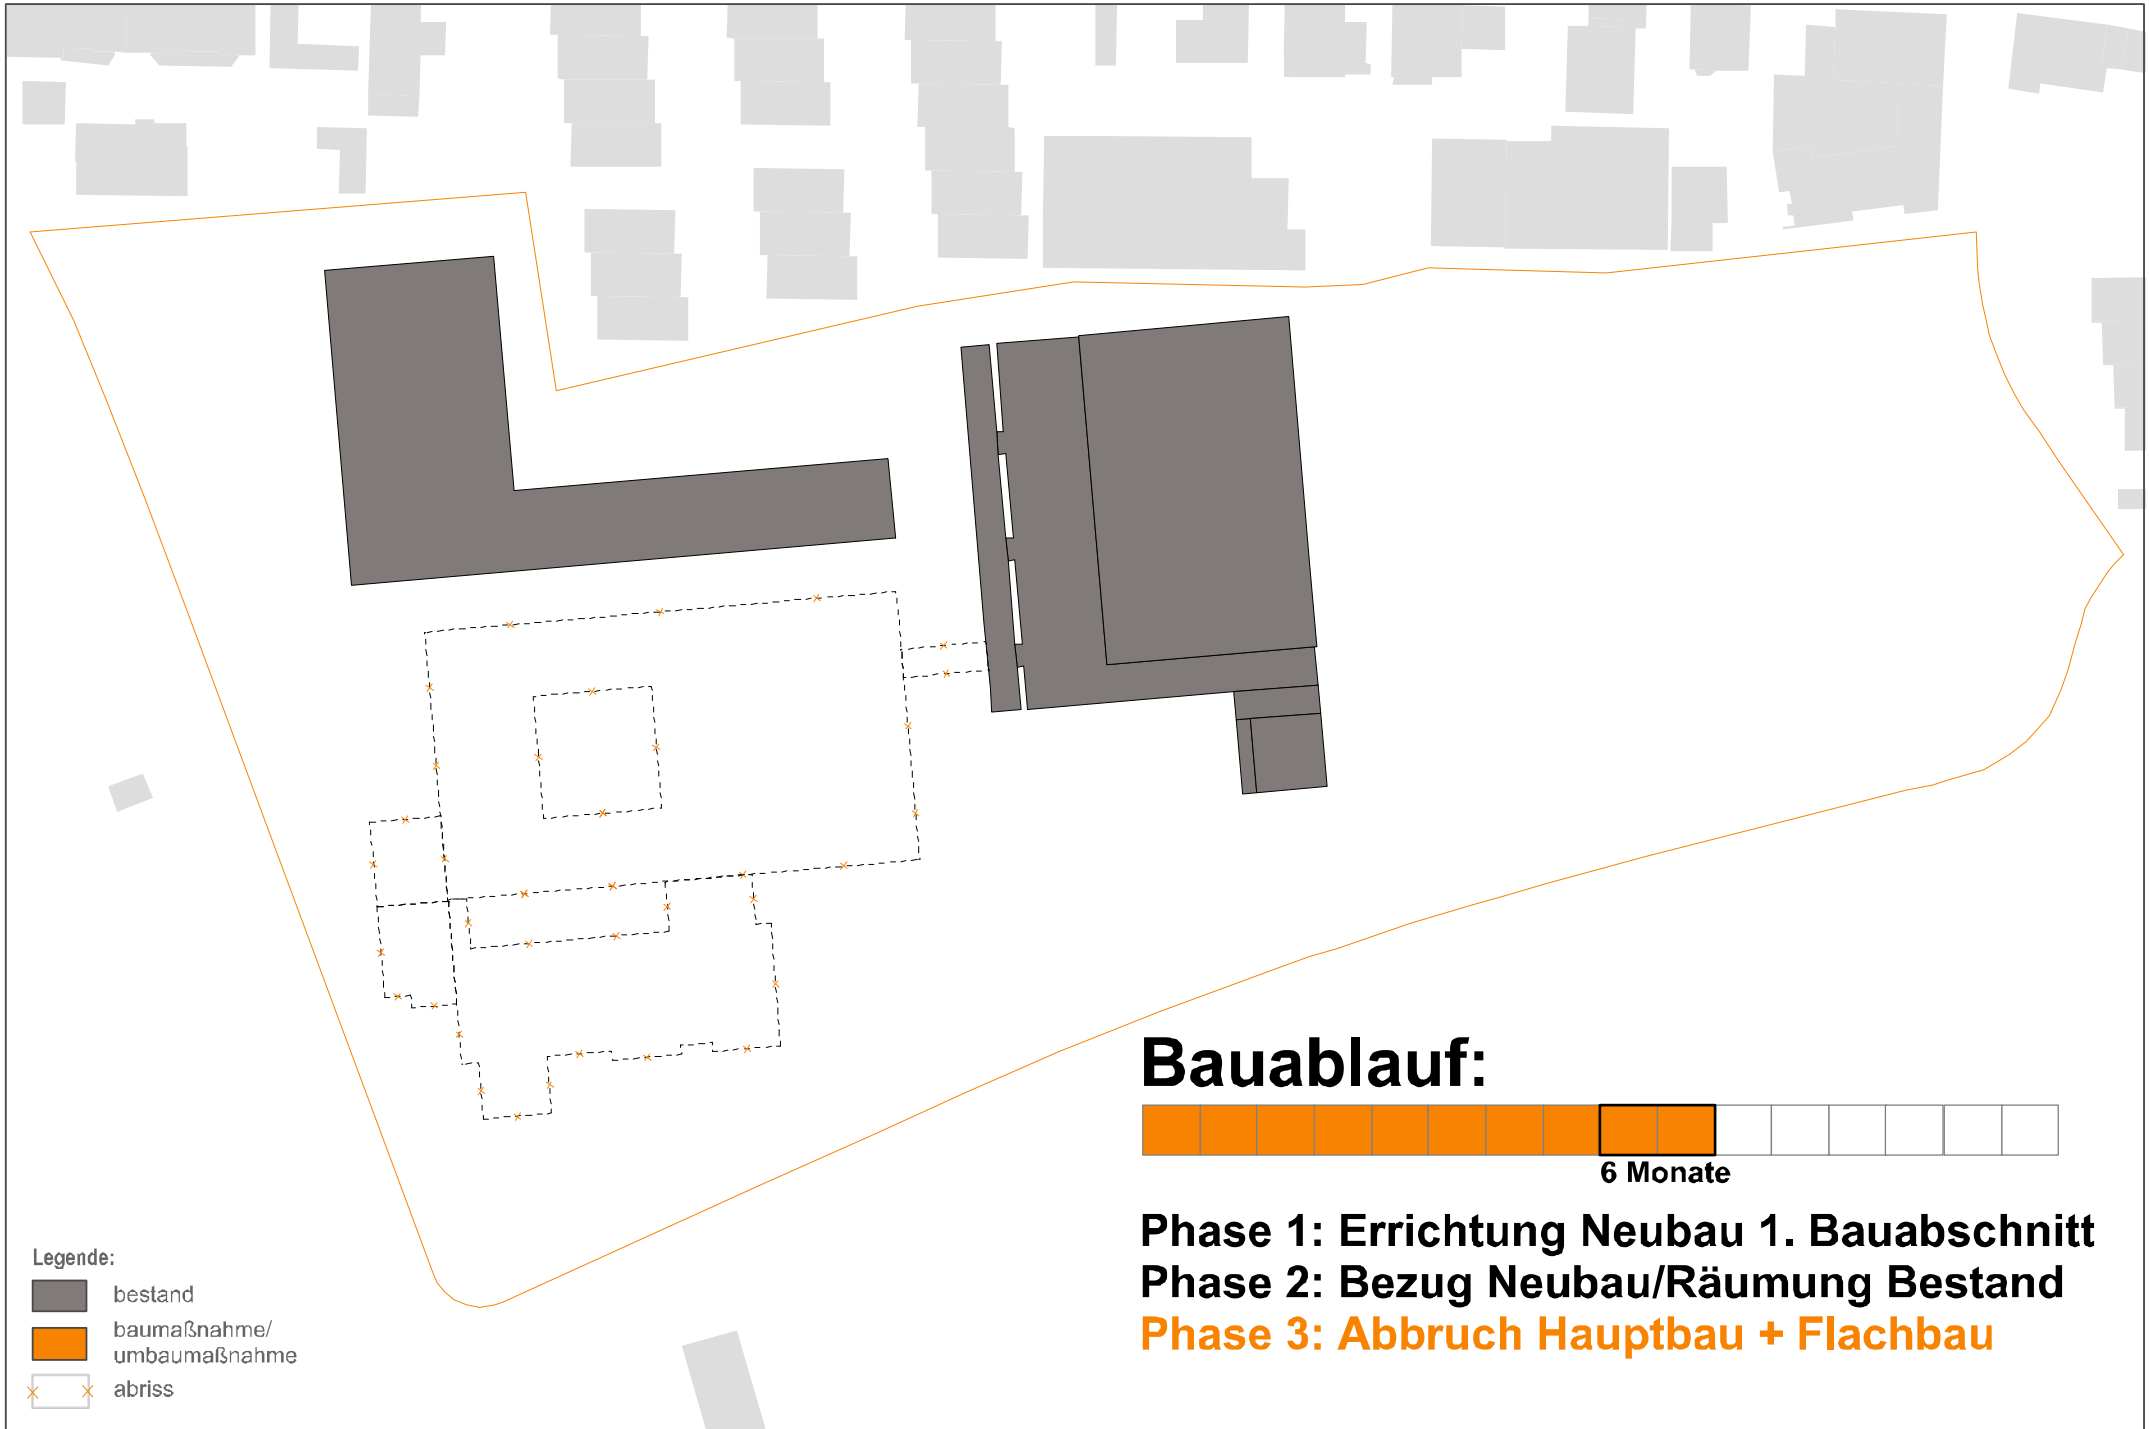 Bauablauf:
6 Monate
Phase 1: Errichtung Neubau 1. Bauabschnitt
Phase 2: Bezug Neubau/Räumung Bestand
Phase 3: Abbruch Hauptbau + Flachbau
Legende:
bestand
baumaßnahme/
umbaumaßnahme
abriss